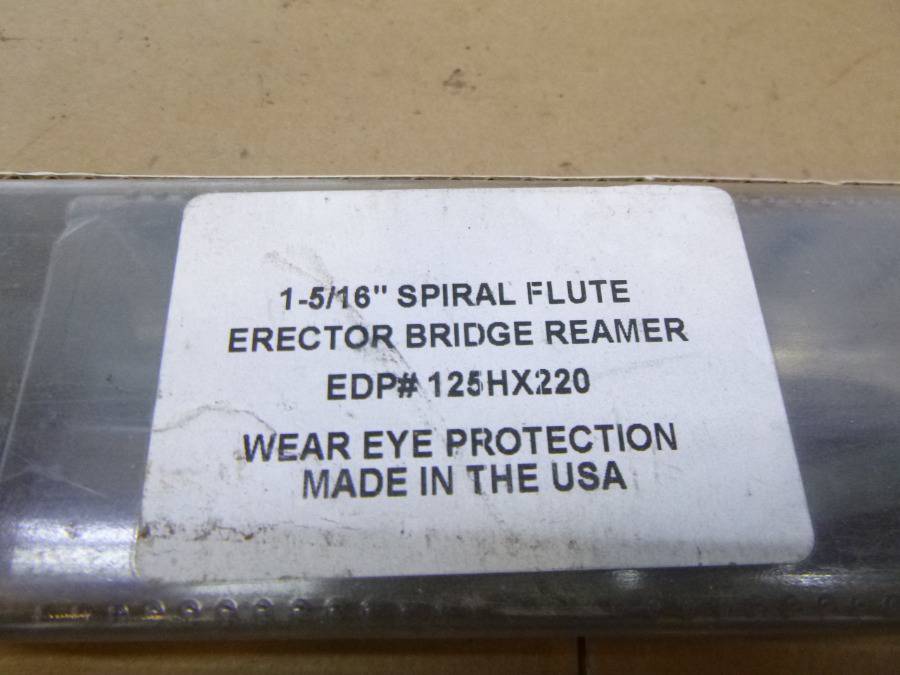 1-5/16" SPIRAL FLUTE
ERECTOR BRIDGE REAMER
EDP# 125HX220
WEAR EYE PROTECTION
MADE IN THE USA